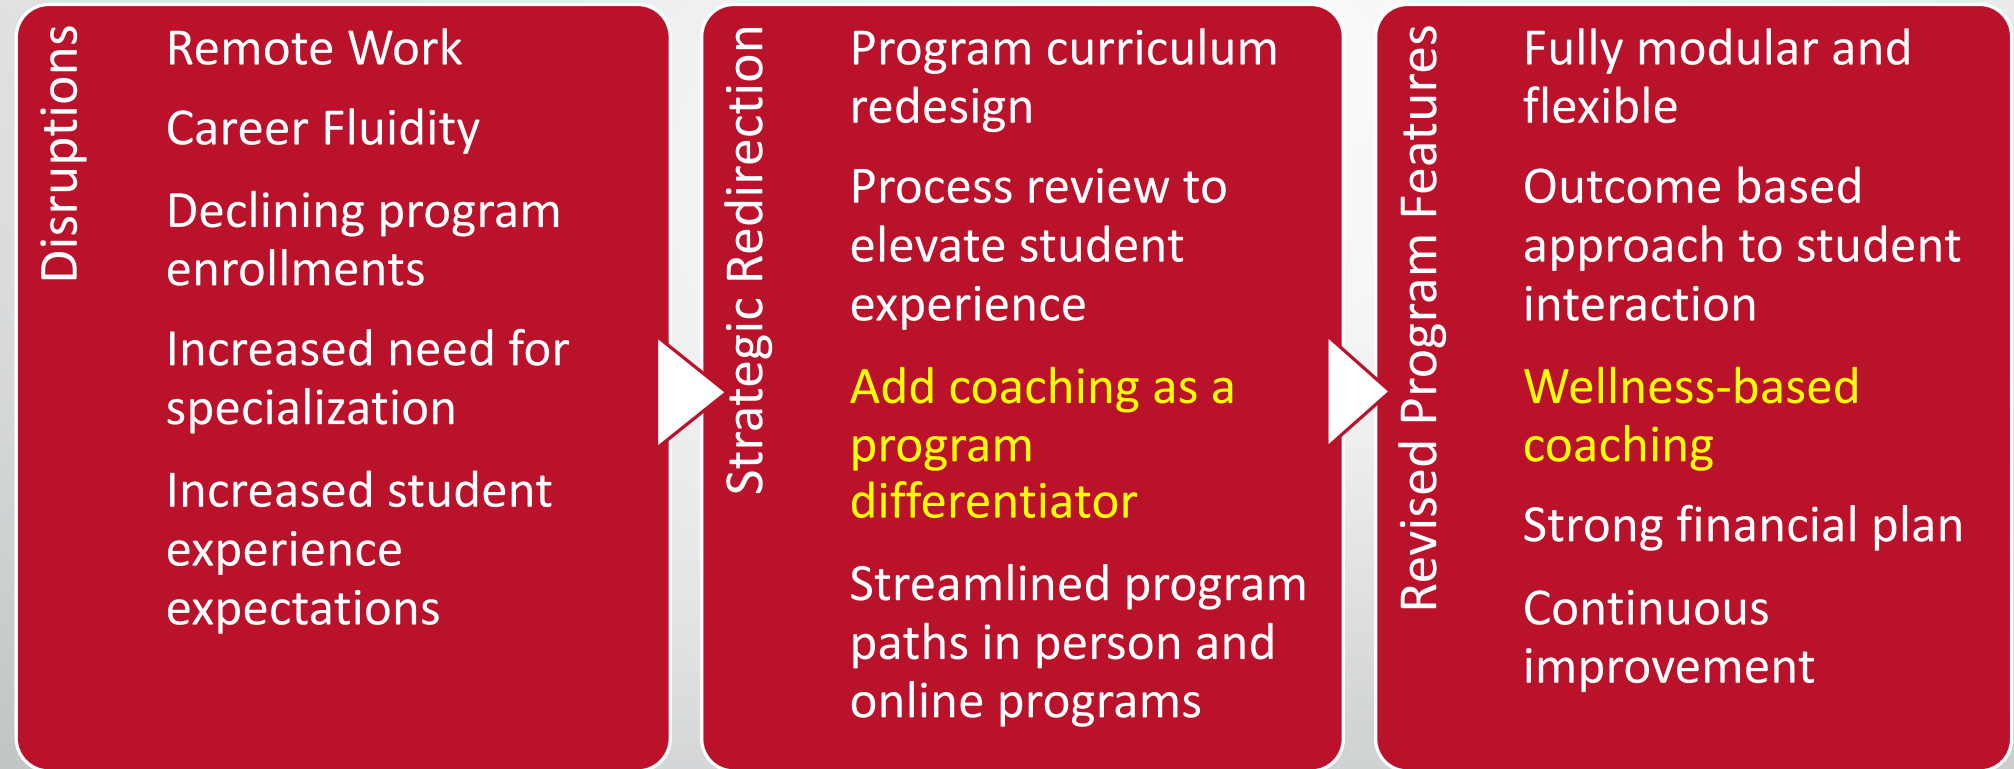 Disruptions
Remote Work
Career Fluidity
Declining program
enrollments
Increased need for
specialization
Increased student
experience
expectations
Strategic Redirection
Program curriculum
redesign
Process review to
elevate student
experience
Add coaching as a
program
differentiator
Streamlined program
paths in person and
online programs
Revised Program Features
Fully modular and
flexible
Outcome based
approach to student
interaction
Wellness-based
coaching
Strong financial plan
Continuous
improvement